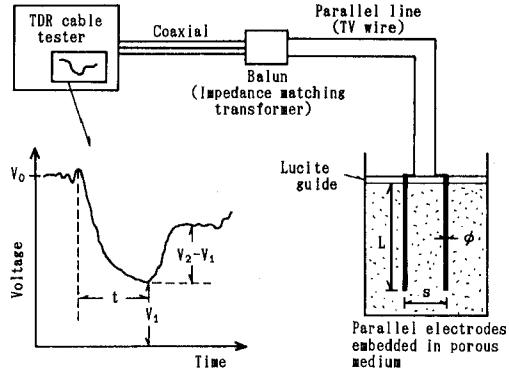 TDR cable
tester
Coaxial
Balun
(Impedance matching
transformer)
Parallel line
(TV wire)
Lucite
guide
L
ϕ
s
Parallel electrodes
embedded in porous
medium
Voltage
V₀
t
V₁
V₂-V₁
Time